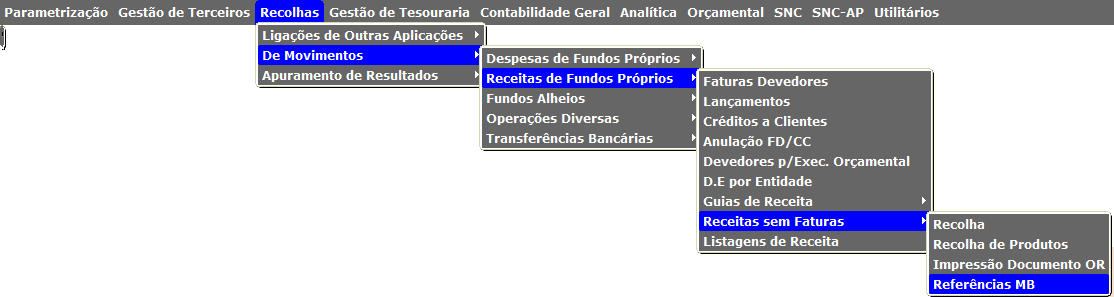 Parametrização Gestão de Terceiros Recolhas Gestão de Tesouraria Contabilidade Geral Analítica Orçamental SNC SNC-AP Utilitários
Ligações de Outras Aplicações
De Movimentos
Apuramento de Resultados
Despesas de Fundos Próprios
Receitas de Fundos Próprios
Fundos Alheios
Operações Diversas
Transferências Bancárias
Faturas Devedores
Lançamentos
Créditos a Clientes
Anulação FD/CC
Devedores p/Exec. Orçamental
D.E por Entidade
Guias de Receita
Receitas sem Faturas
Listagens de Receita
Recolha
Recolha de Produtos
Impressão Documento OR
Referências MB